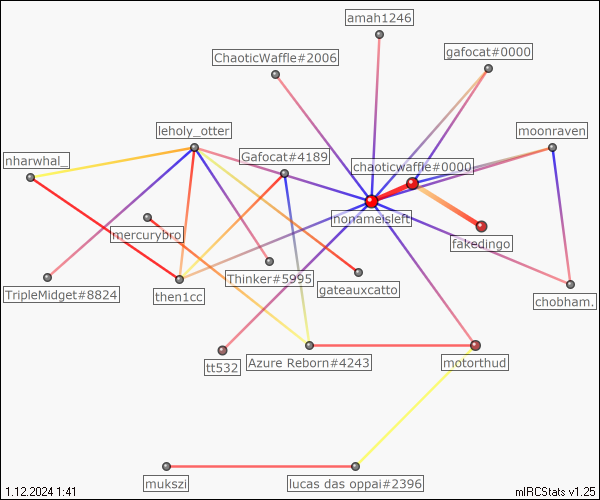 amah1246
ChaoticWaffle#2006
gafocat#0000
leholy_otter
moonraven
nharwhal_
Gafocat#4189
chaoticwaffle#0000
nonameisleft
mercurybro
fakedingo
TripleMidget#8824
then1cc
Thinker#5995
gateauxcatto
chobham.
tt532
Azure Reborn#4243
motorthud
mukszi
lucas das oppai#2396
1.12.2024 1:41
mIRCStats v1.25